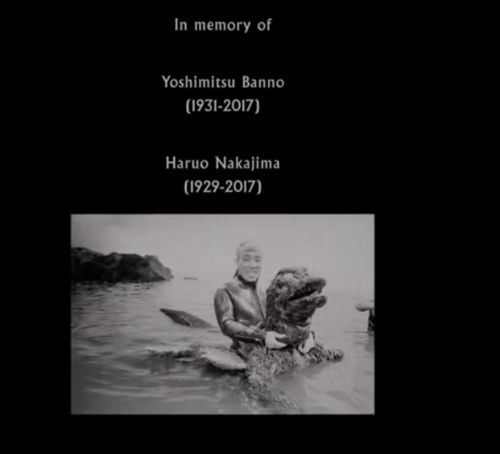 In memory of
Yoshimitsu Banno
(1931-2017)
Haruo Nakajima
(1929-2017)